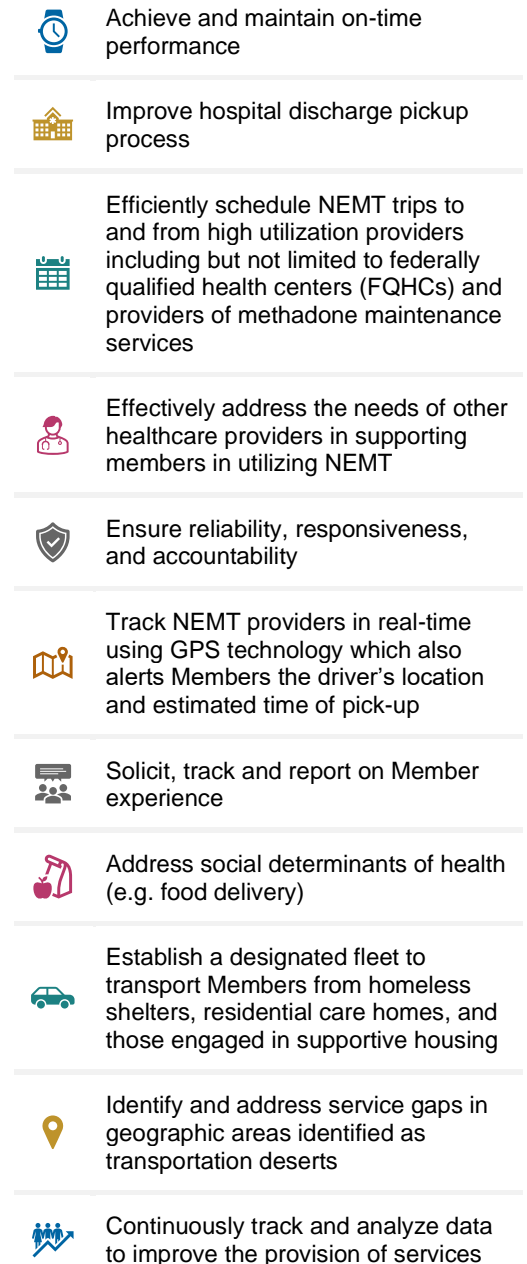 Achieve and maintain on-time
performance
Improve hospital discharge pickup
process
Efficiently schedule NEMT trips to
and from high utilization providers
including but not limited to federally
qualified health centers (FQHCs) and
providers of methadone maintenance
services
Effectively address the needs of other
healthcare providers in supporting
members in utilizing NEMT
Ensure reliability, responsiveness,
and accountability
Track NEMT providers in real-time
using GPS technology which also
alerts Members the driver’s location
and estimated time of pick-up
Solicit, track and report on Member
experience
Address social determinants of health
(e.g. food delivery)
Establish a designated fleet to
transport Members from homeless
shelters, residential care homes, and
those engaged in supportive housing
Identify and address service gaps in
geographic areas identified as
transportation deserts
Continuously track and analyze data
to improve the provision of services